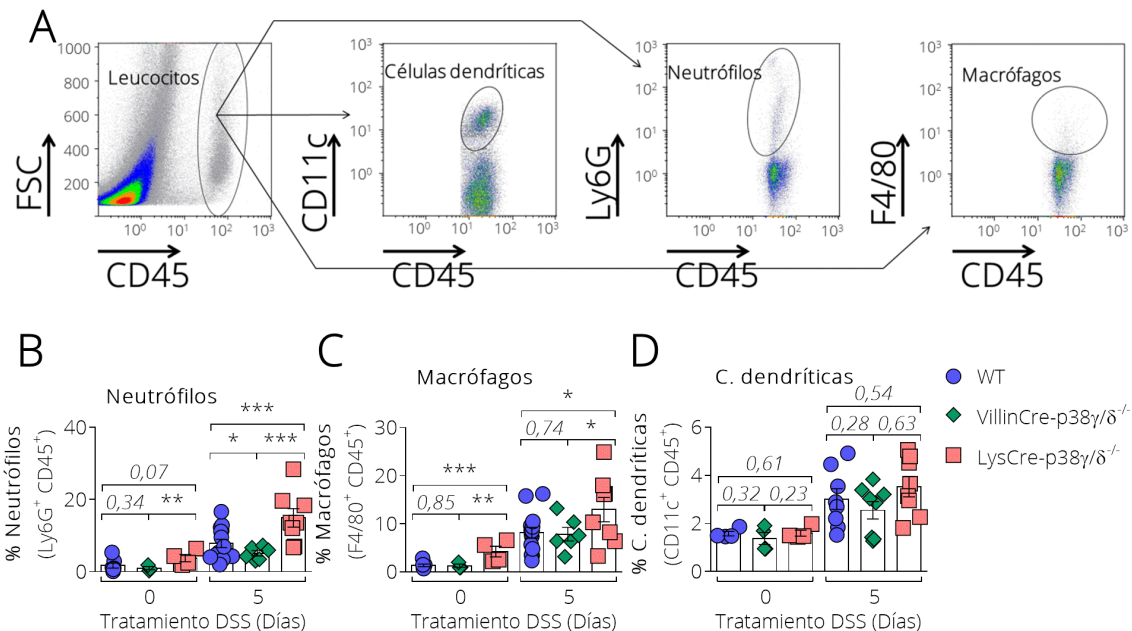 A
1000
800
600
400
200
Leucocitos
FSC
10⁰ 10¹ 10² 10³
CD45
10³
10²
10¹
10⁰
Células dendríticas
CD11c
10⁰ 10¹ 10² 10³
CD45
10³
10²
10¹
10⁰
Neutrófilos
Ly6G
10⁰ 10¹ 10² 10³
CD45
10³
10²
10¹
10⁰
Macrófagos
F4/80
10⁰ 10¹ 10² 10³
CD45
B
Neutrófilos
% Neutrófilos
(Ly6G⁺ CD45⁺)
40
20
0
0,07
0,34 **
***
* ***
0 5
Tratamiento DSS (Días)
C
Macrófagos
% Macrófagos
(F4/80⁺ CD45⁺)
30
20
10
0
***
0,85 **
*
0,74 *
0 5
Tratamiento DSS (Días)
D
C. dendríticas
% C. dendríticas
(CD11c⁺ CD45⁺)
6
4
2
0
0,61
0,32 0,23
0,54
0,28 0,63
0 5
Tratamiento DSS (Días)
WT
VillinCre-p38γ/δ⁻/⁻
LysCre-p38γ/δ⁻/⁻